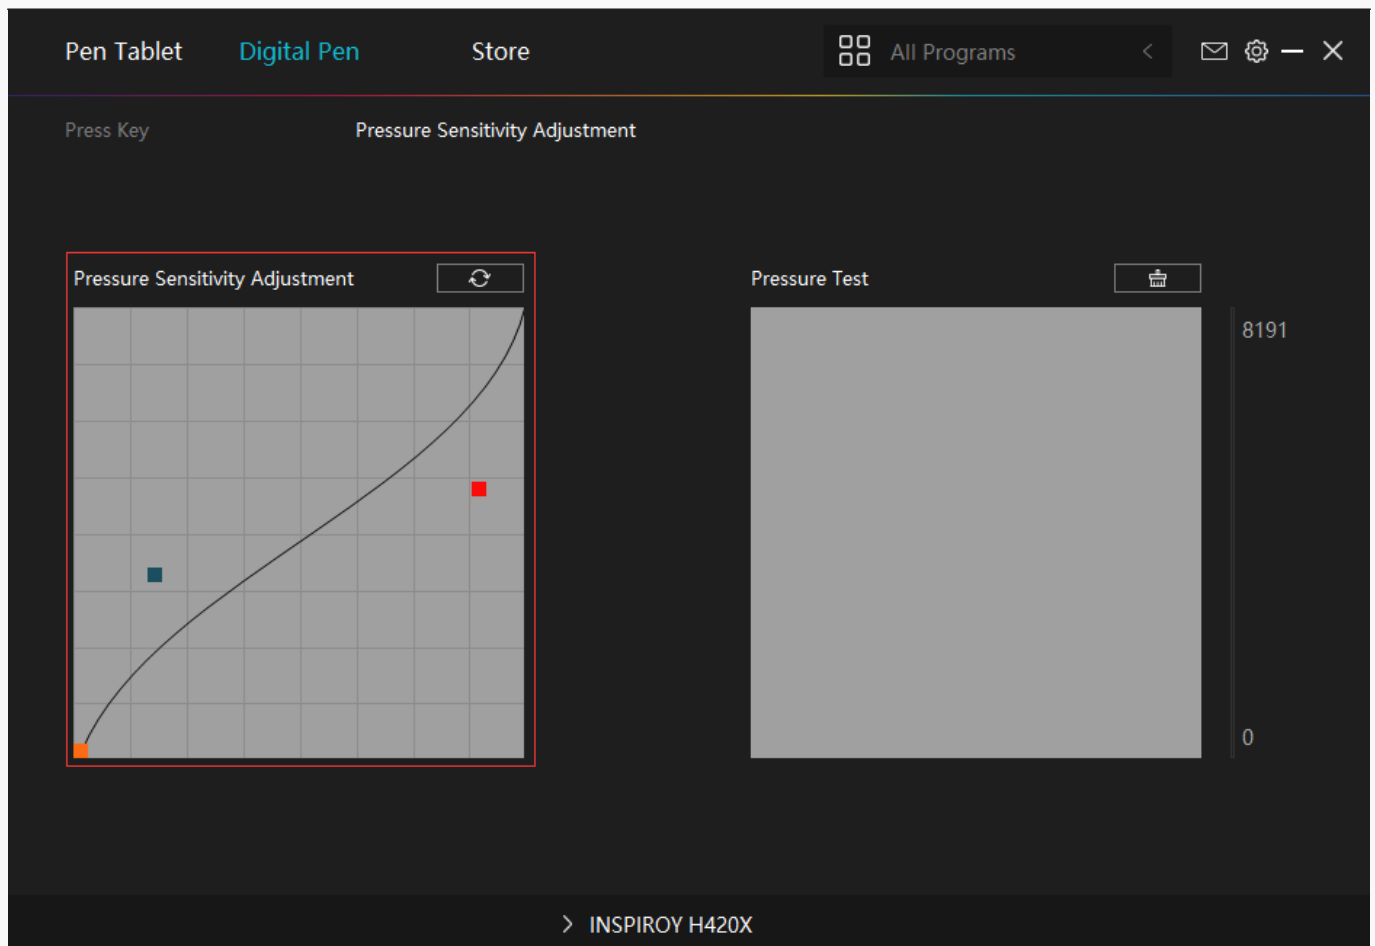 Pen Tablet Digital Pen Store All Programs
Press Key Pressure Sensitivity Adjustment
Pressure Sensitivity Adjustment
Pressure Test
8191
0
INSPIROY H420X